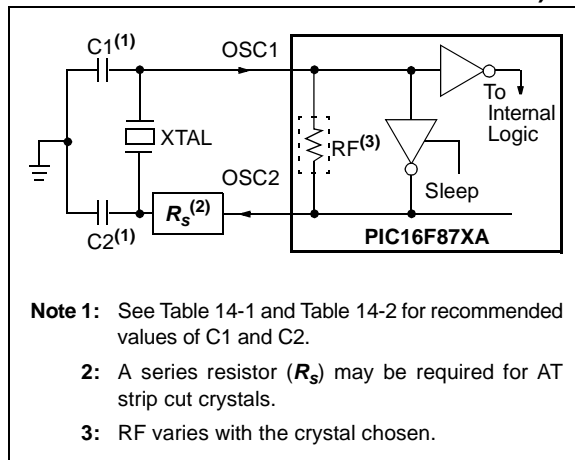 C1(1)
OSC1
To
Internal
Logic
XTAL
RF(3)
OSC2
Sleep
C2(1)
Rs(2)
PIC16F87XA
Note 1: See Table 14-1 and Table 14-2 for recommended
values of C1 and C2.
2: A series resistor (Rs) may be required for AT
strip cut crystals.
3: RF varies with the crystal chosen.